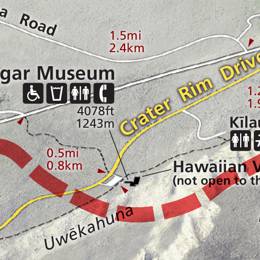 a Road
1.5mi
2.4km
gar Museum
4078ft
1243m
Crater Rim Drive
1.2
1.9
Kīlau
0.5mi
0.8km
Hawaiian V
(not open to th
Uwēkahuna